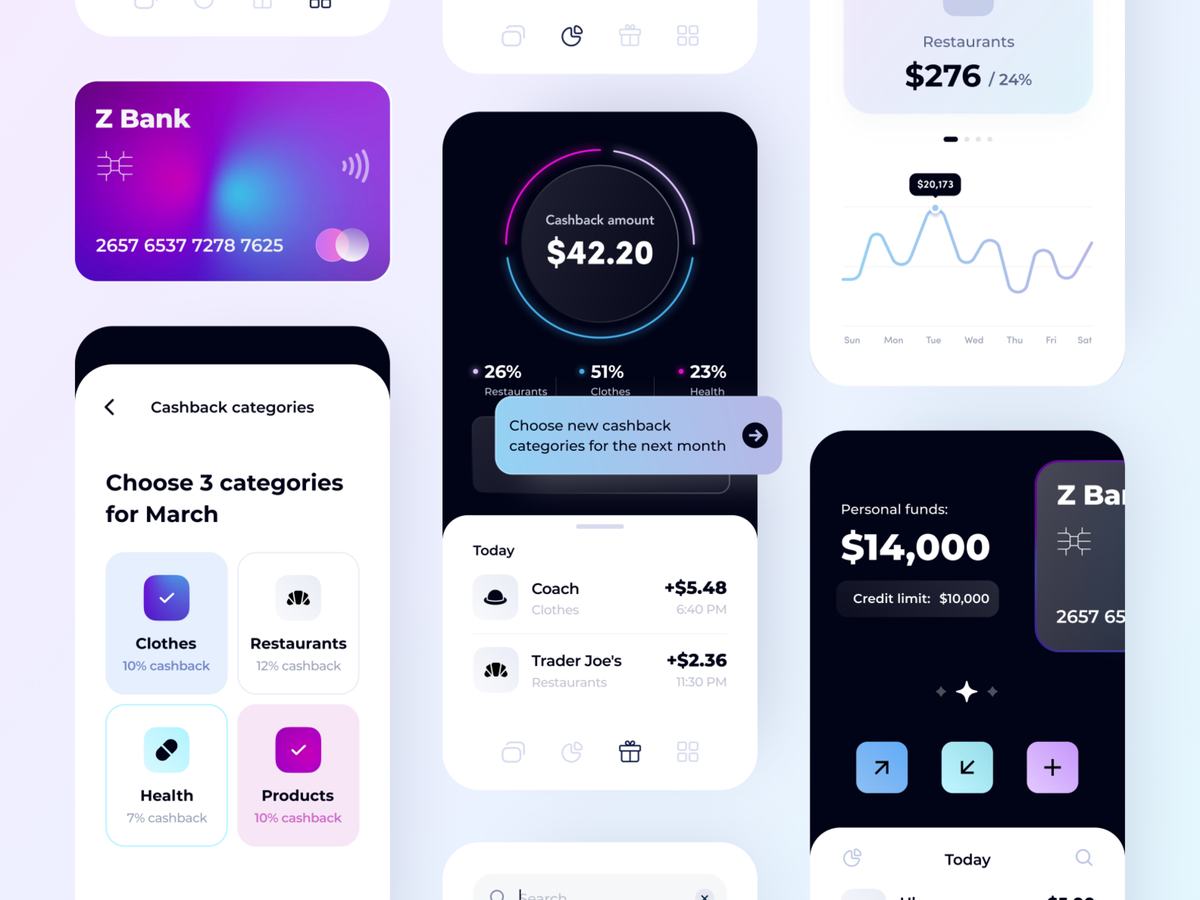 Z Bank
2657 6537 7278 7625
Cashback categories
Choose 3 categories
for March
Clothes
10% cashback
Restaurants
12% cashback
Health
7% cashback
Products
10% cashback
Cashback amount
$42.20
26%
Restaurants
51%
Clothes
23%
Health
Choose new cashback
categories for the next month
Today
Coach
Clothes
+$5.48
6:40 PM
Trader Joe's
Restaurants
+$2.36
11:30 PM
Search
Restaurants
$276 / 24%
$20,173
Sun Mon Tue Wed Thu Fri Sat
Personal funds:
$14,000
Credit limit: $10,000
Z Ba
2657 65
Today